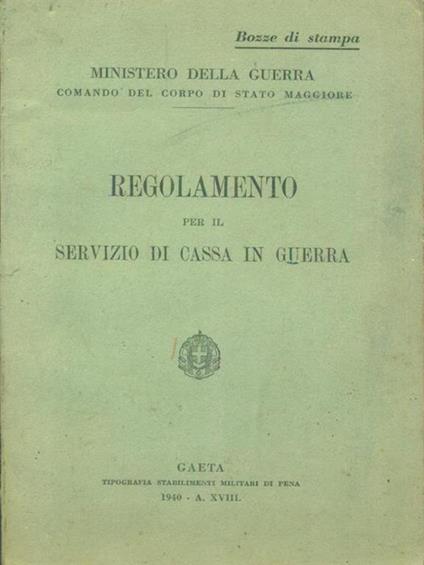 Bozze di stampa
MINISTERO DELLA GUERRA
COMANDO DEL CORPO DI STATO MAGGIORE
REGOLAMENTO
PER IL
SERVIZIO DI CASSA IN GUERRA
GAETA
TIPOGRAFIA STABILIMENTI MILITARI DI PENA
1940 - A. XVIII.